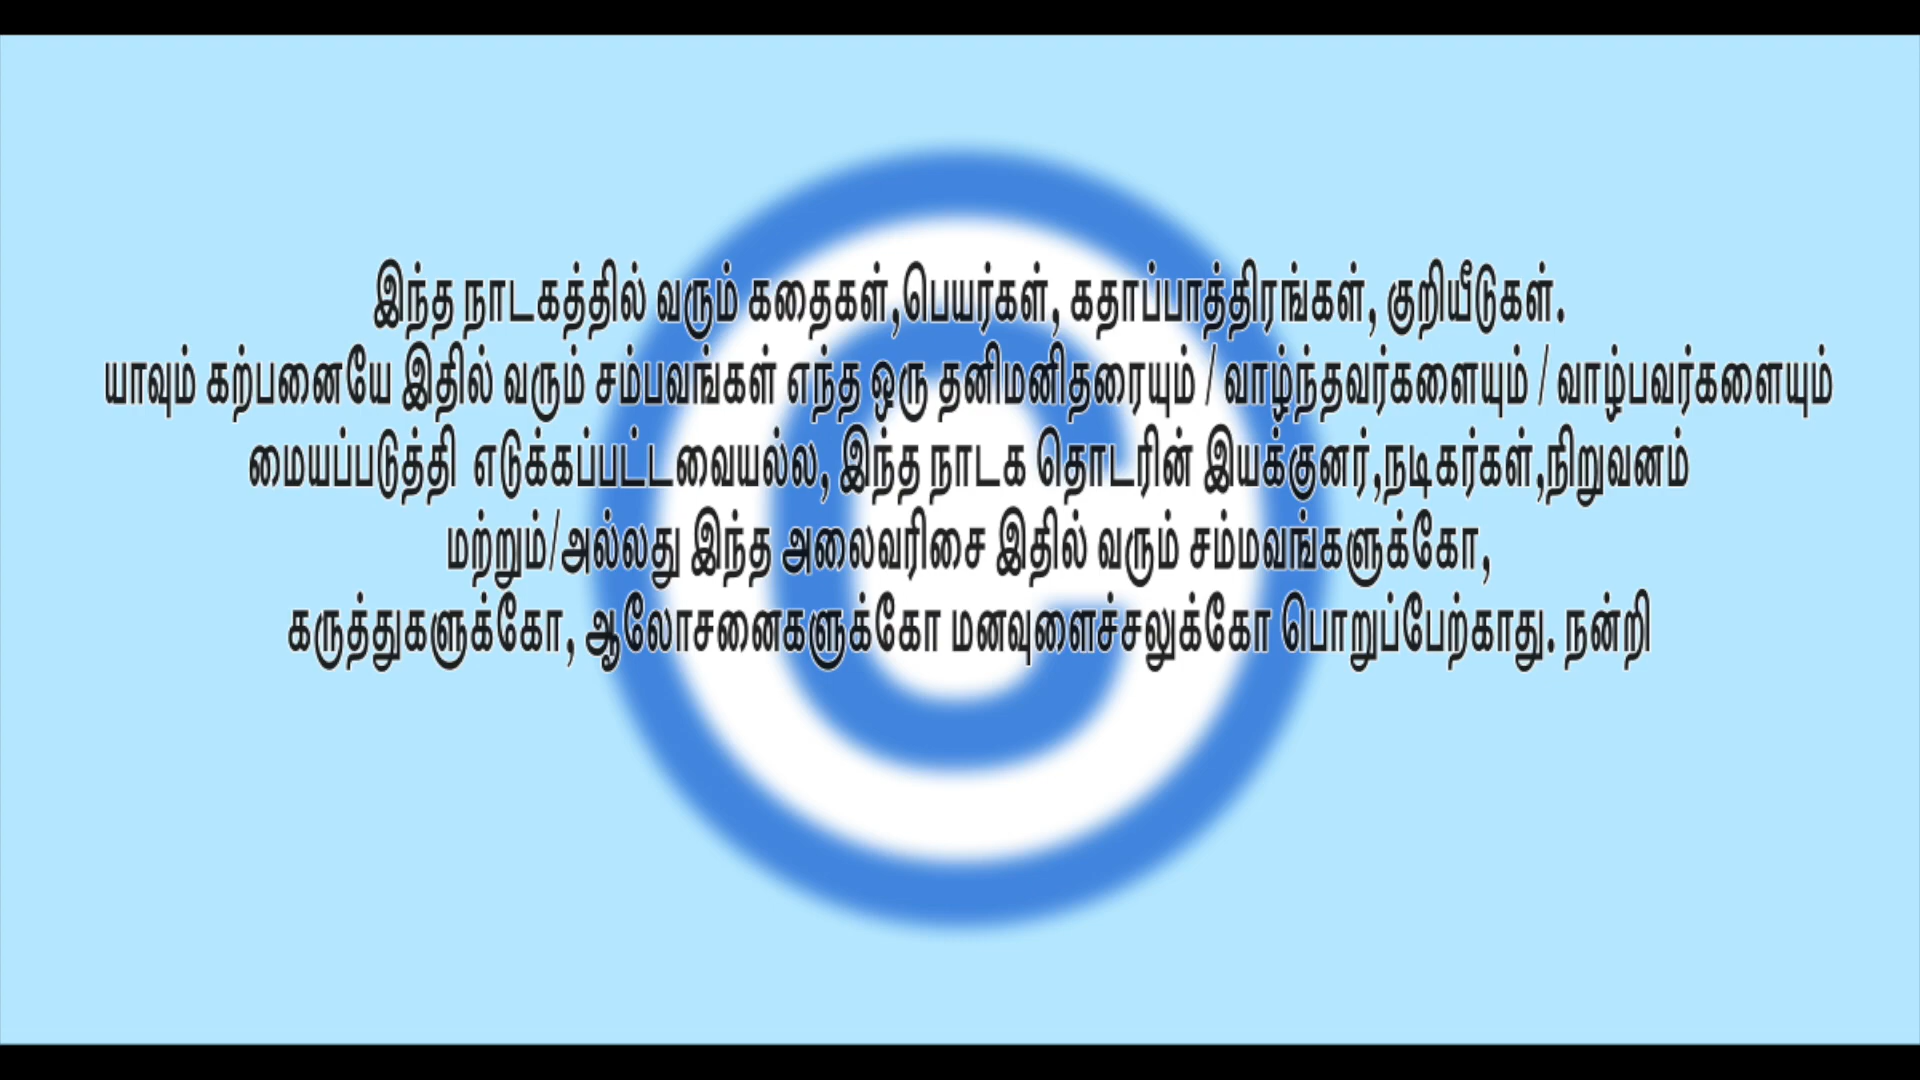 இந்த நாடகத்தில் வரும் கதைகள்,பெயர்கள், கதாப்பாத்திரங்கள், குறியீடுகள்.
யாவும் கற்பனையே இதில் வரும் சம்பவங்கள் எந்த ஒரு தனிமனிதரையும் / வாழ்ந்தவர்களையும் / வாழ்பவர்களையும்
மையப்படுத்தி எடுக்கப்பட்டவையல்ல, இந்த நாடக தொடரின் இயக்குனர்,நடிகர்கள்,நிறுவனம்
மற்றும்/அல்லது இந்த அலைவரிசை இதில் வரும் சம்மவங்களுக்கோ,
கருத்துகளுக்கோ, ஆலோசனைகளுக்கோ மனவுளைச்சலுக்கோ பொறுப்பேற்காது. நன்றி